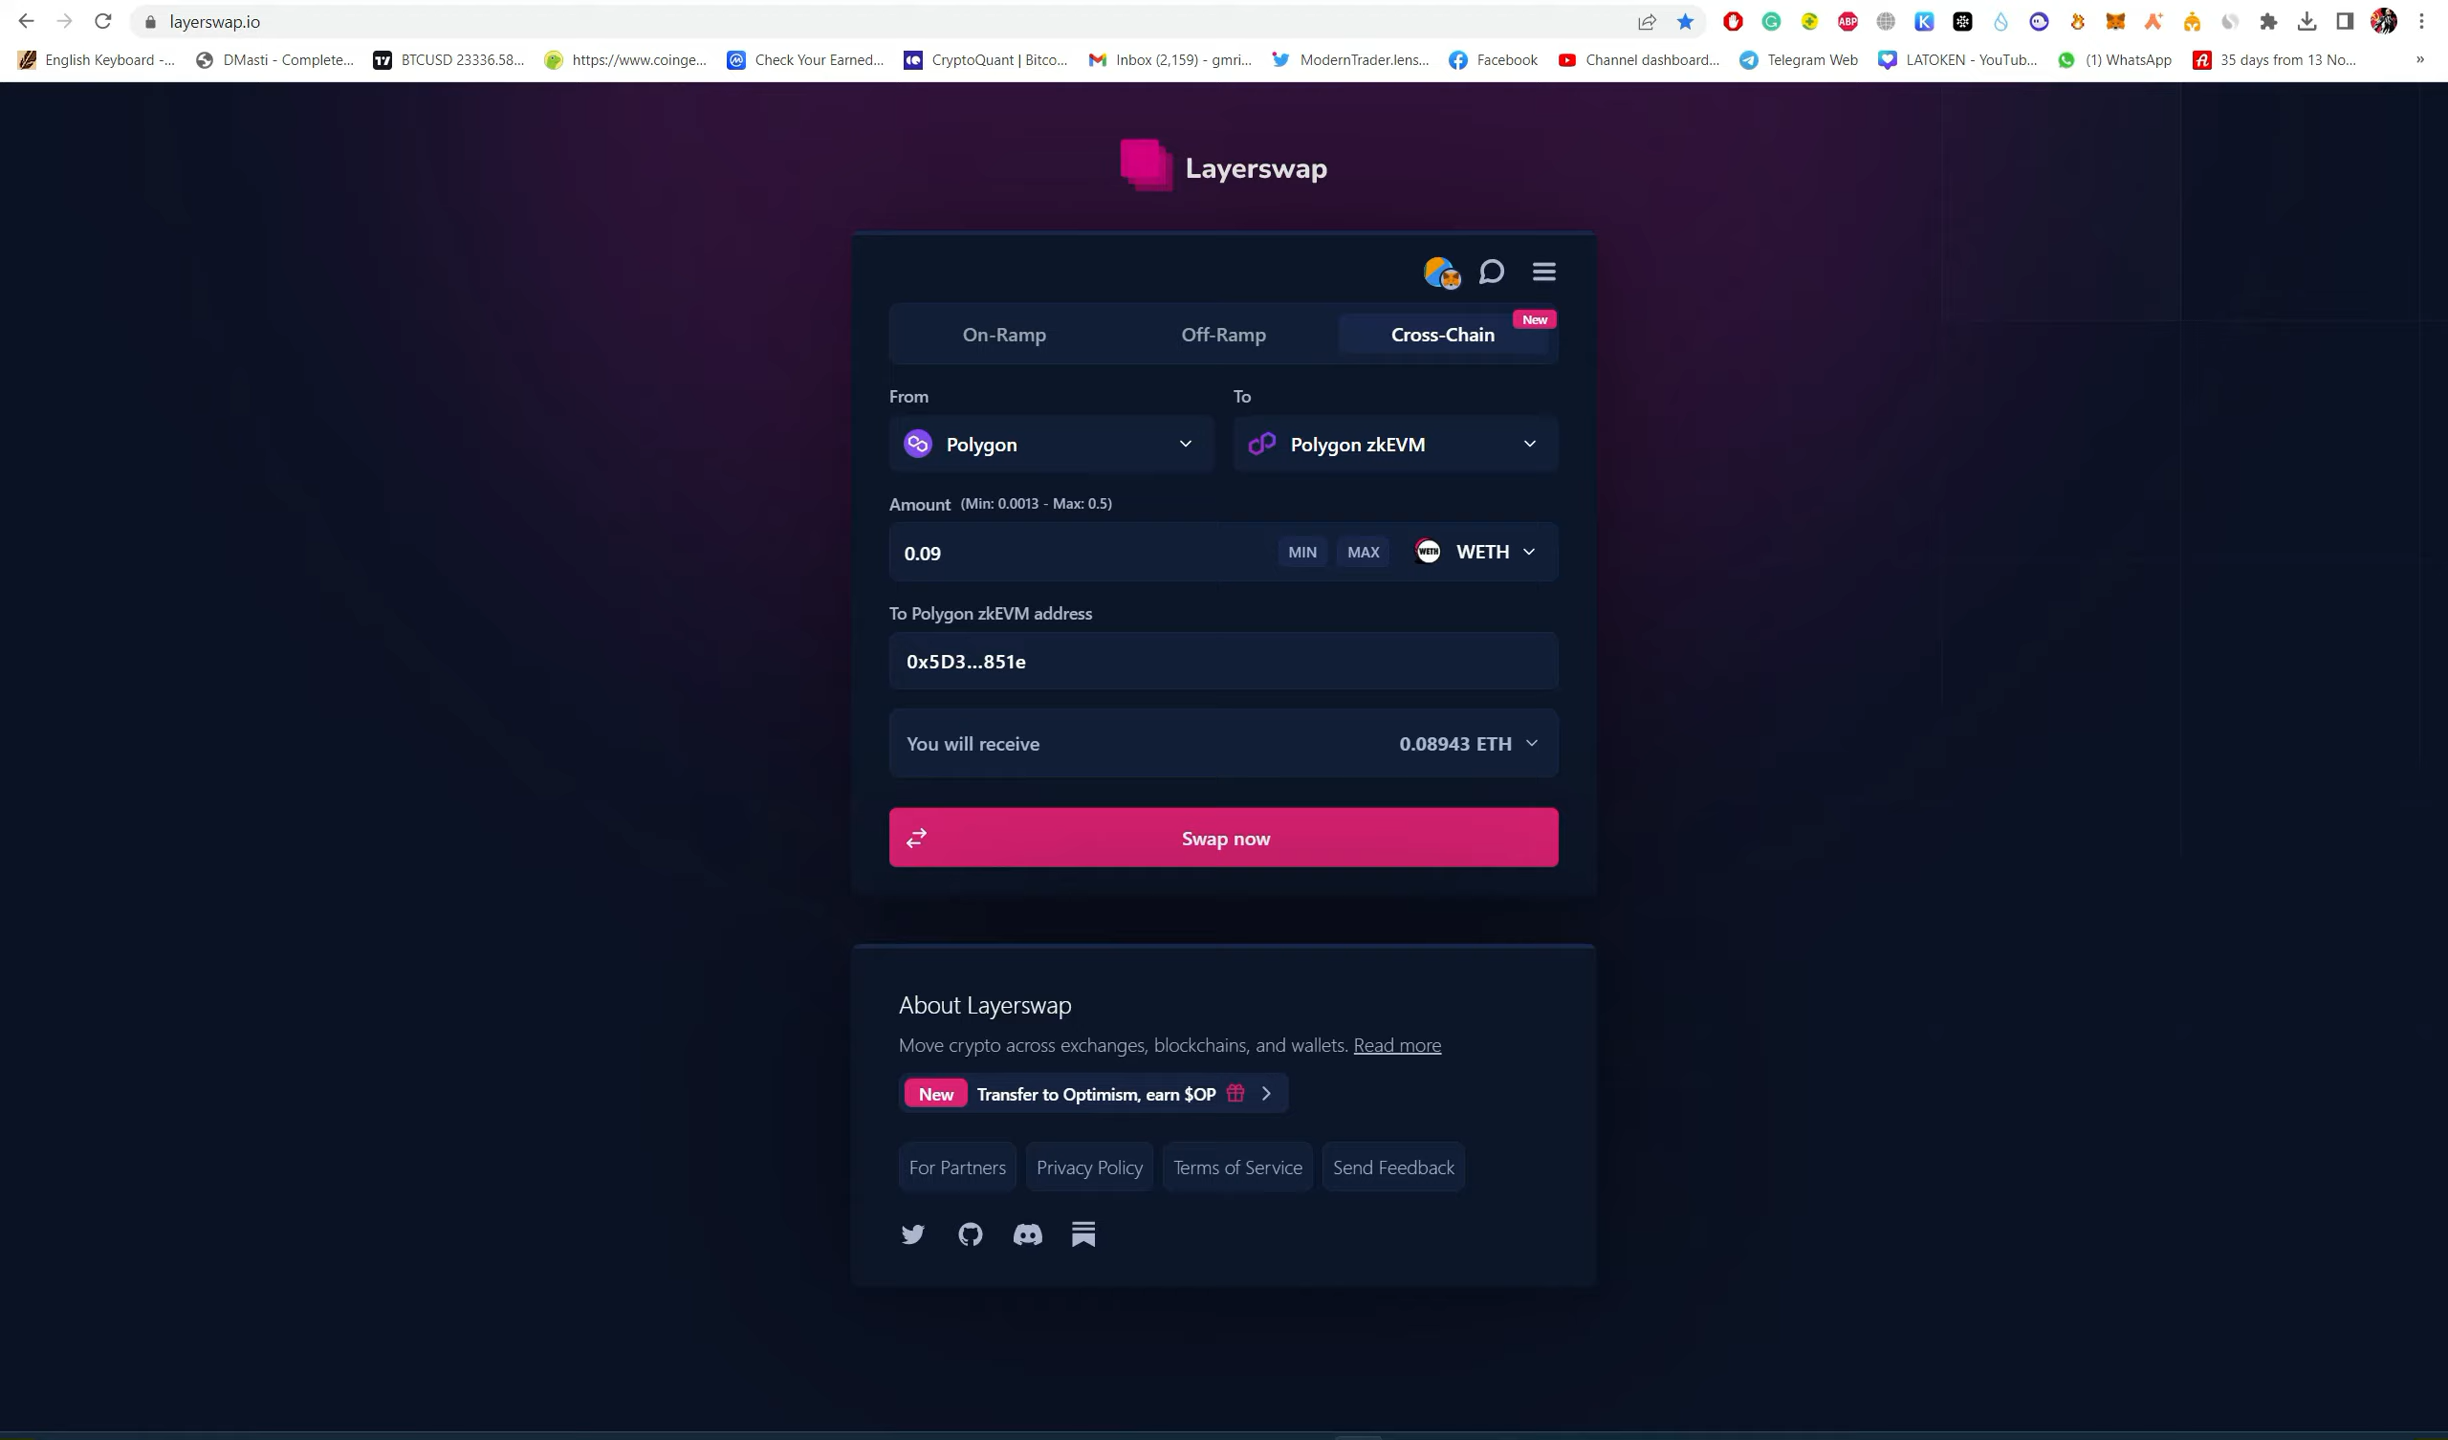 layerswap.io
English Keyboard -...
DMasti - Complete...
BTCUSD 23336.58...
https://www.coinge...
Check Your Earned...
CryptoQuant | Bitco...
Inbox (2,159) - gmri...
ModernTrader.lens...
Facebook
Channel dashboard...
Telegram Web
LATOKEN - YouTub...
(1) WhatsApp
35 days from 13 No...
»
Layerswap
On-Ramp
Off-Ramp
Cross-Chain
New
From
To
Polygon
Polygon zkEVM
Amount (Min: 0.0013 - Max: 0.5)
0.09
MIN
MAX
WETH
WETH
To Polygon zkEVM address
0x5D3...851e
You will receive
0.08943 ETH
Swap now
About Layerswap
Move crypto across exchanges, blockchains, and wallets. Read more
New Transfer to Optimism, earn $OP
For Partners
Privacy Policy
Terms of Service
Send Feedback